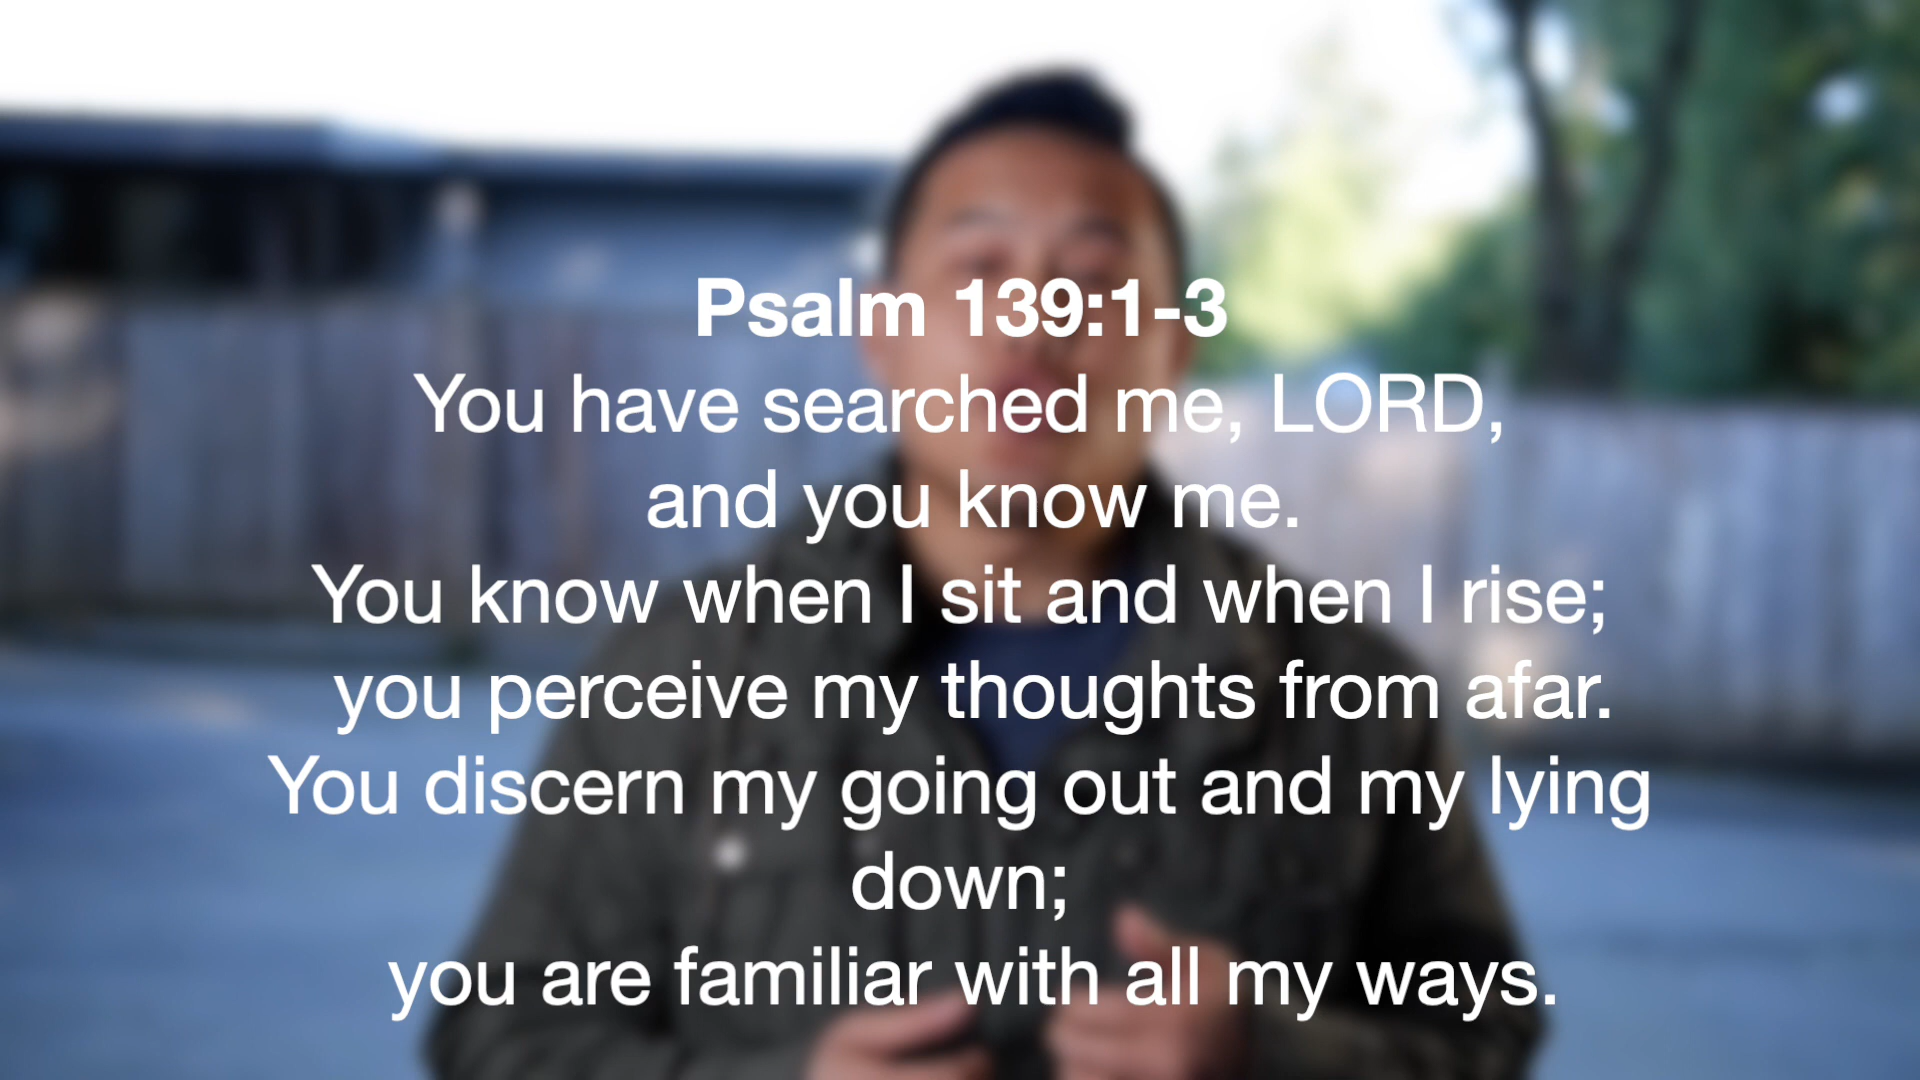 Psalm 139:1-3
You have searched me, LORD,
and you know me.
You know when I sit and when I rise;
you perceive my thoughts from afar.
You discern my going out and my lying
down;
you are familiar with all my ways.